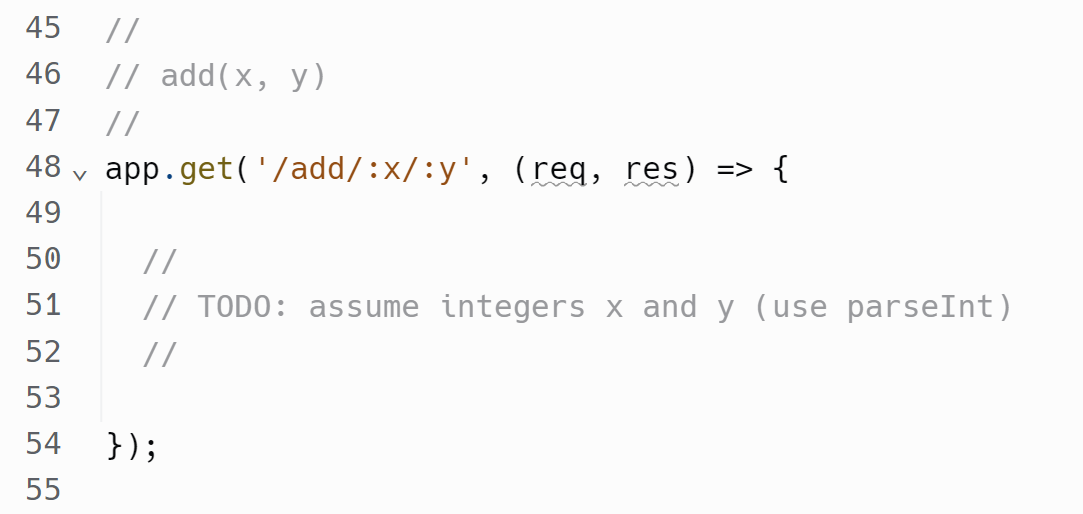 45 //
46 // add(x, y)
47 //
48 app.get('/add/:x/:y', (req, res) => {
49
50   //
51   // TODO: assume integers x and y (use parseInt)
52   //
53
54 });
55